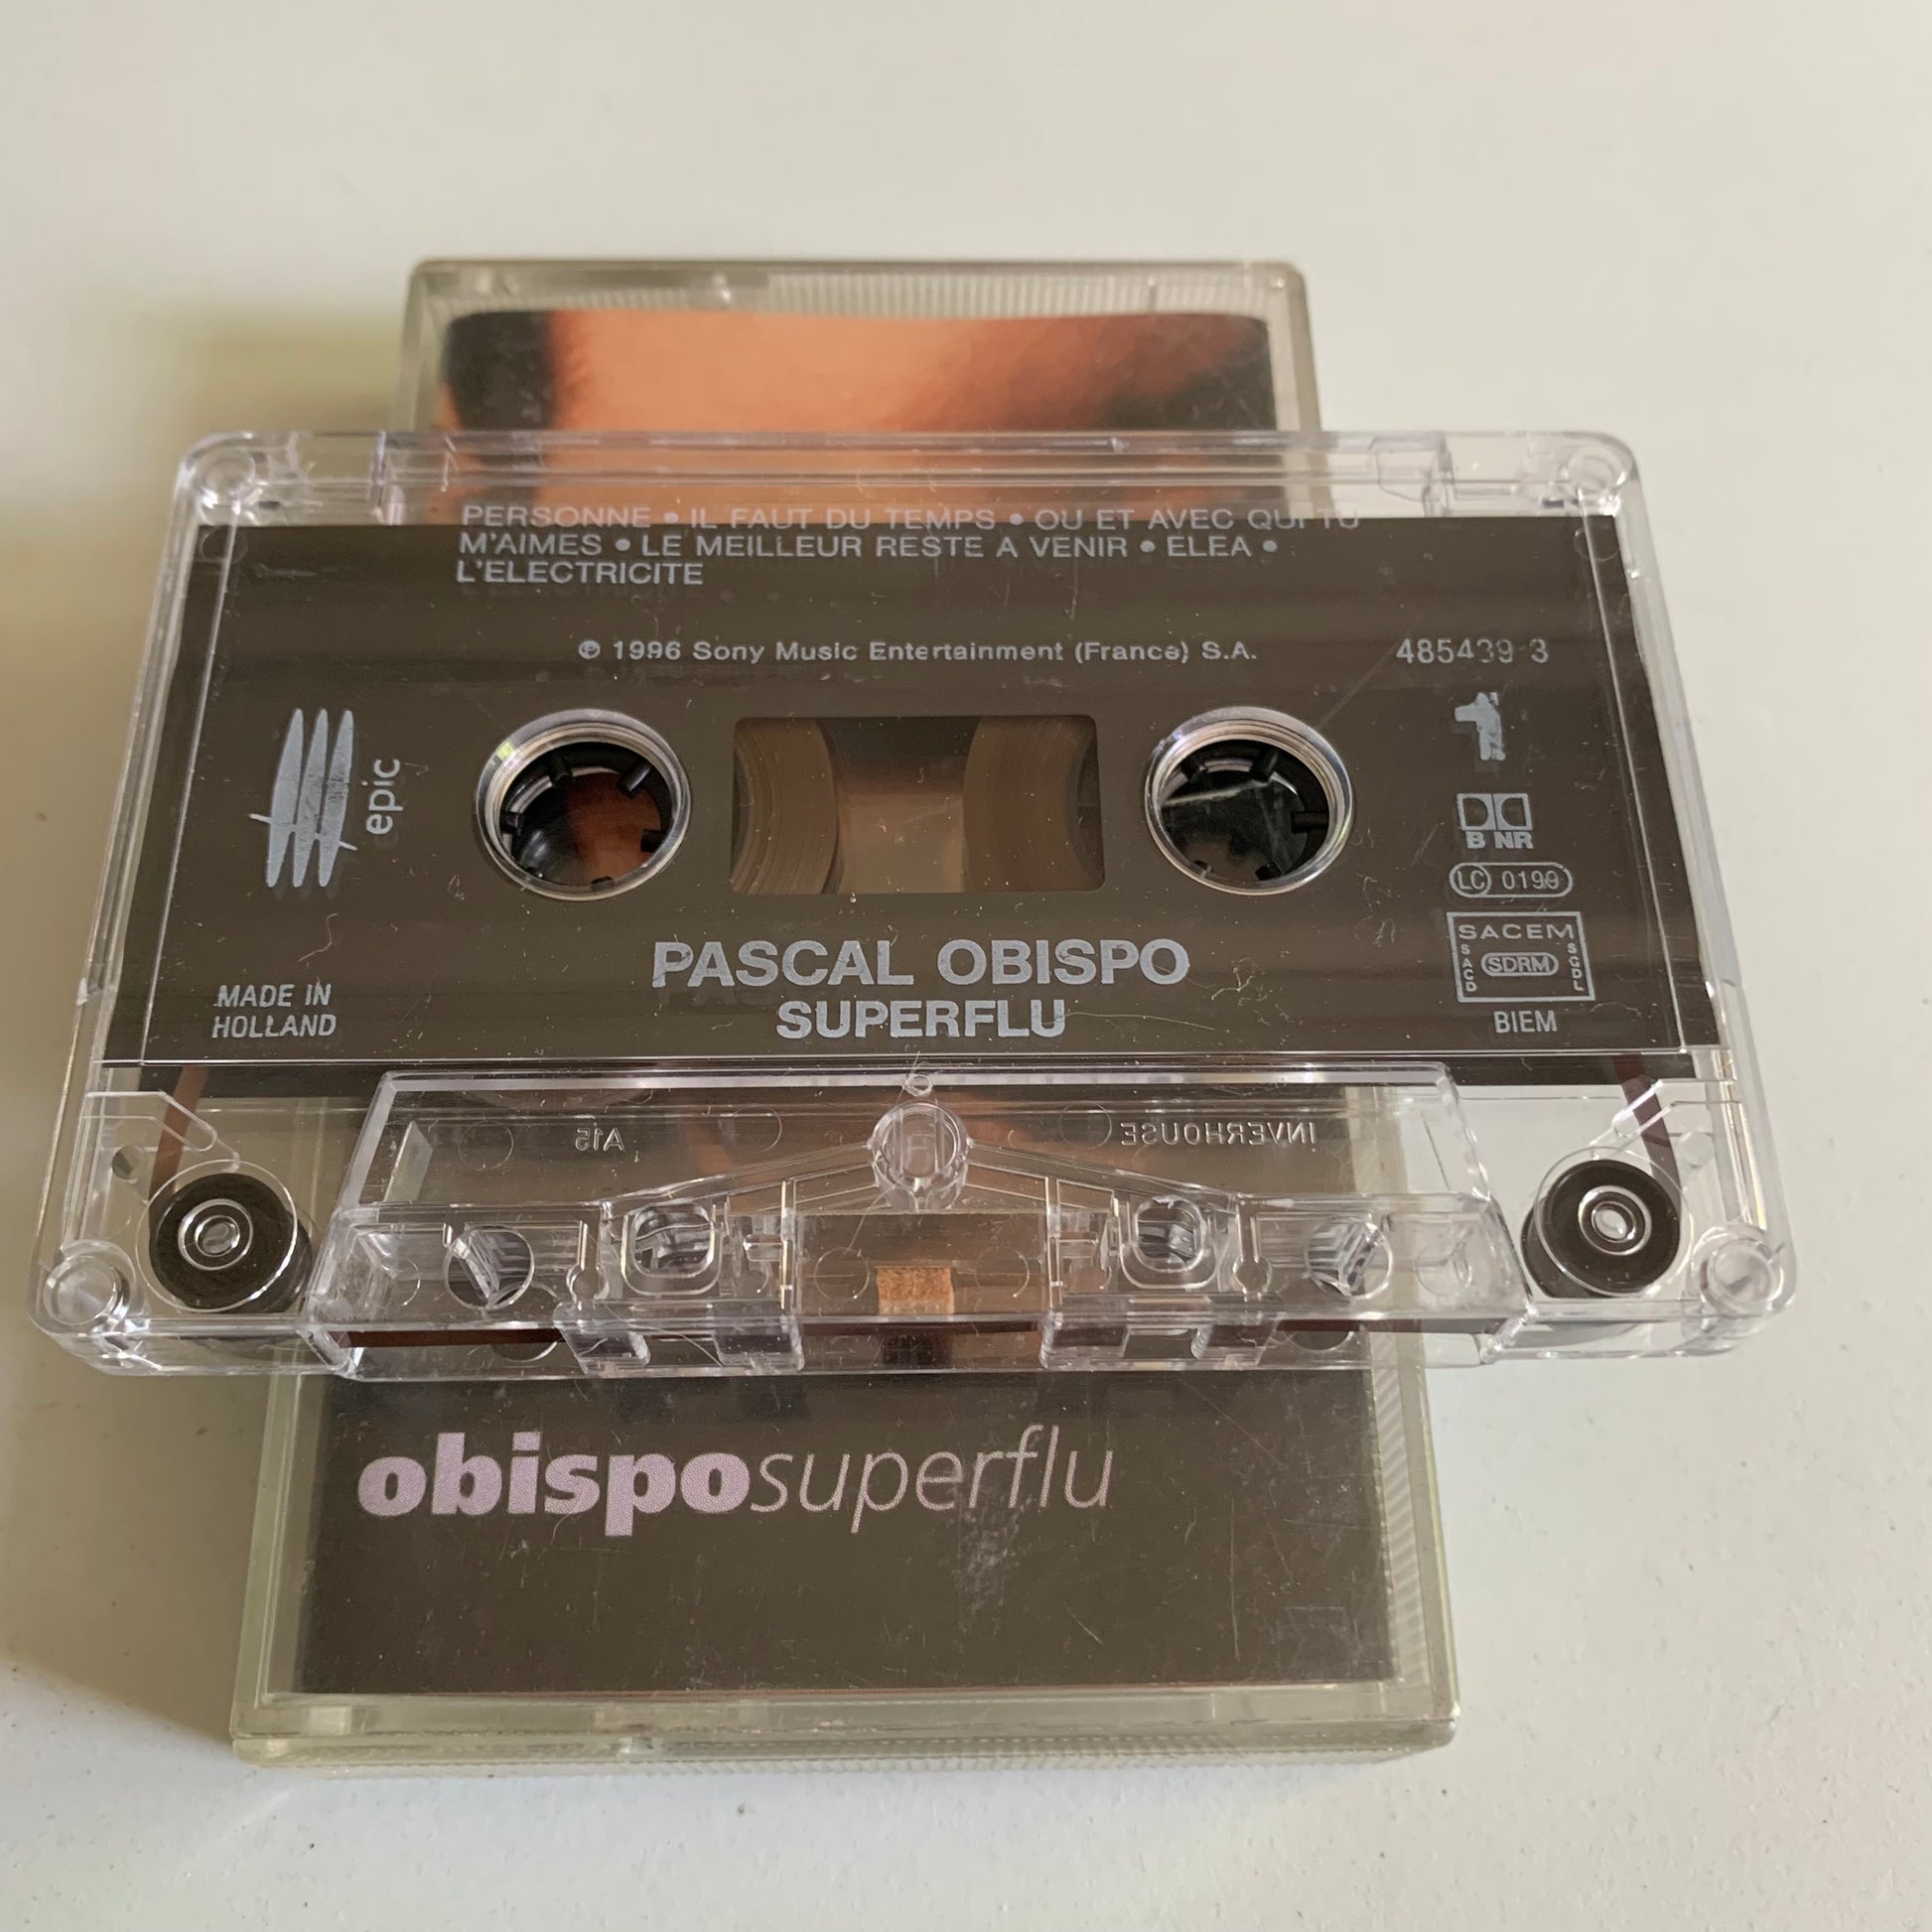 PERSONNE • IL FAUT DU TEMPS • OU ET AVEC QUI TU
M'AIMES • LE MEILLEUR RESTE A VENIR • ELEA •
L'ELECTRICITE
℗ 1996 Sony Music Entertainment (France) S.A.
485439 3
epic
1
B NR
LC 0199
SACEM
SACD
SDRM
SGDL
BIEM
PASCAL OBISPO
SUPERFLU
MADE IN
HOLLAND
A15
INVERHOUSE
obisposuperflu